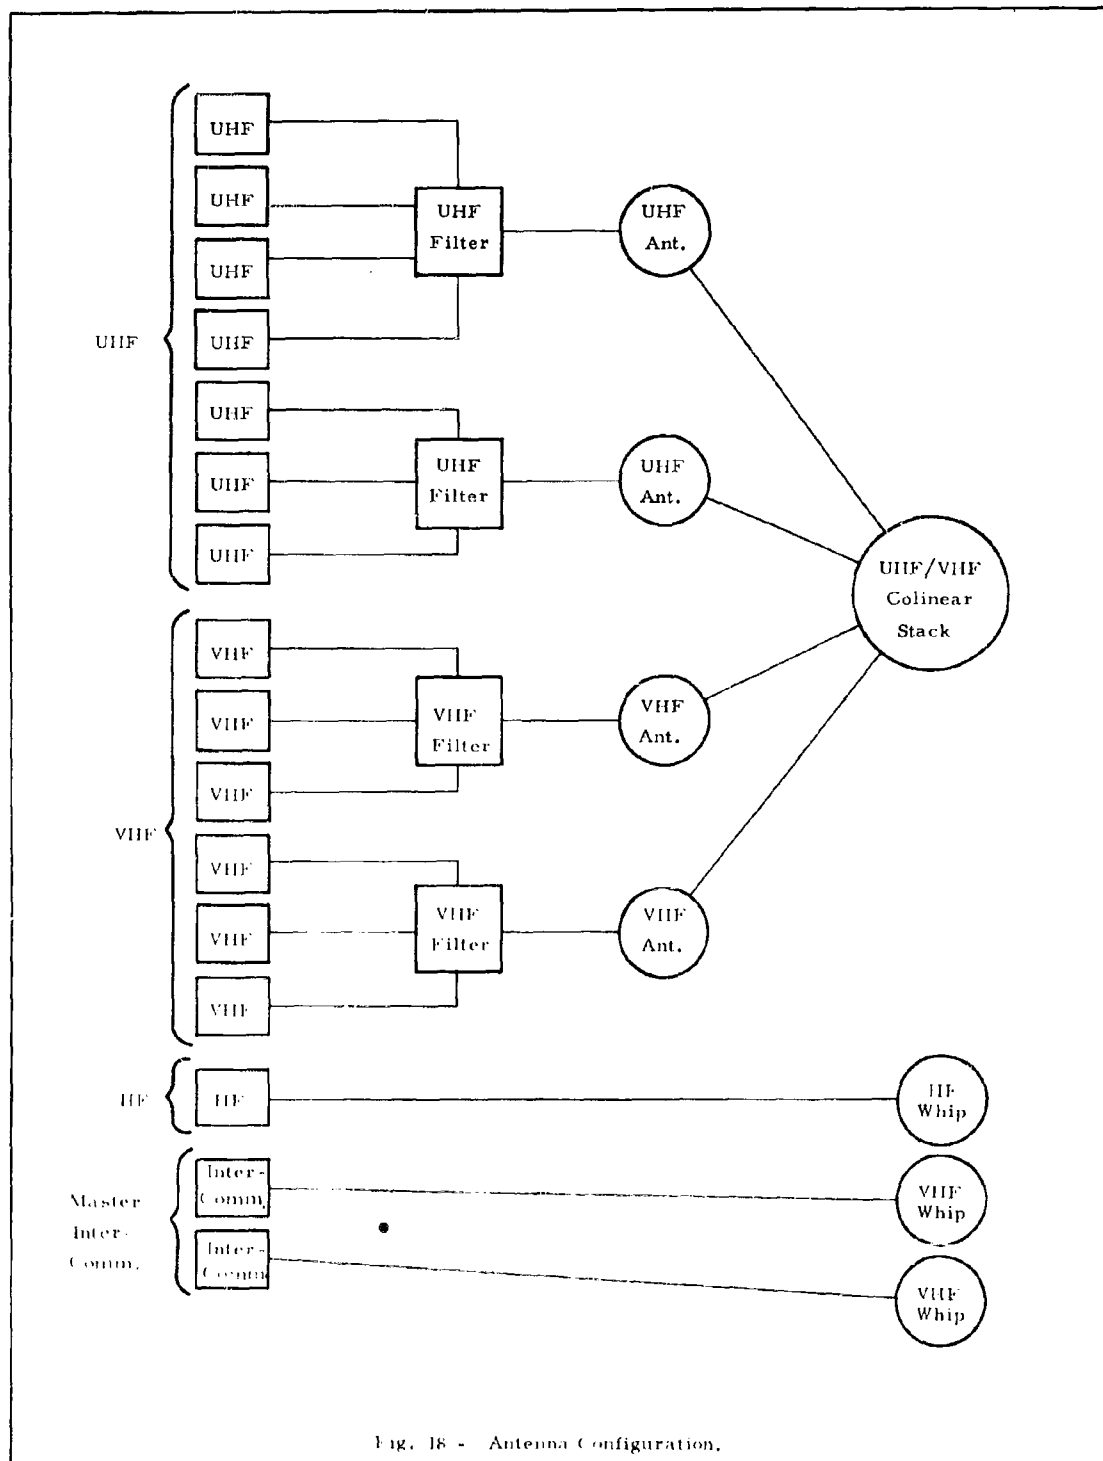 UHF
UHF
UHF
UHF
UHF
UHF
UHF
UHF
UHF
Filter
UHF
Ant.
UHF
Filter
UHF
Ant.
UHF/VHF
Colinear
Stack
VHF
VHF
VHF
VHF
VHF
VHF
VHF
VHF
Filter
VHF
Ant.
VHF
Filter
VHF
Ant.
HF
HF
HF
Whip
Master
Inter-
Comm.
Inter-
Comm.
Inter-
Comm
VHF
Whip
VHF
Whip
Fig. 18 - Antenna Configuration.